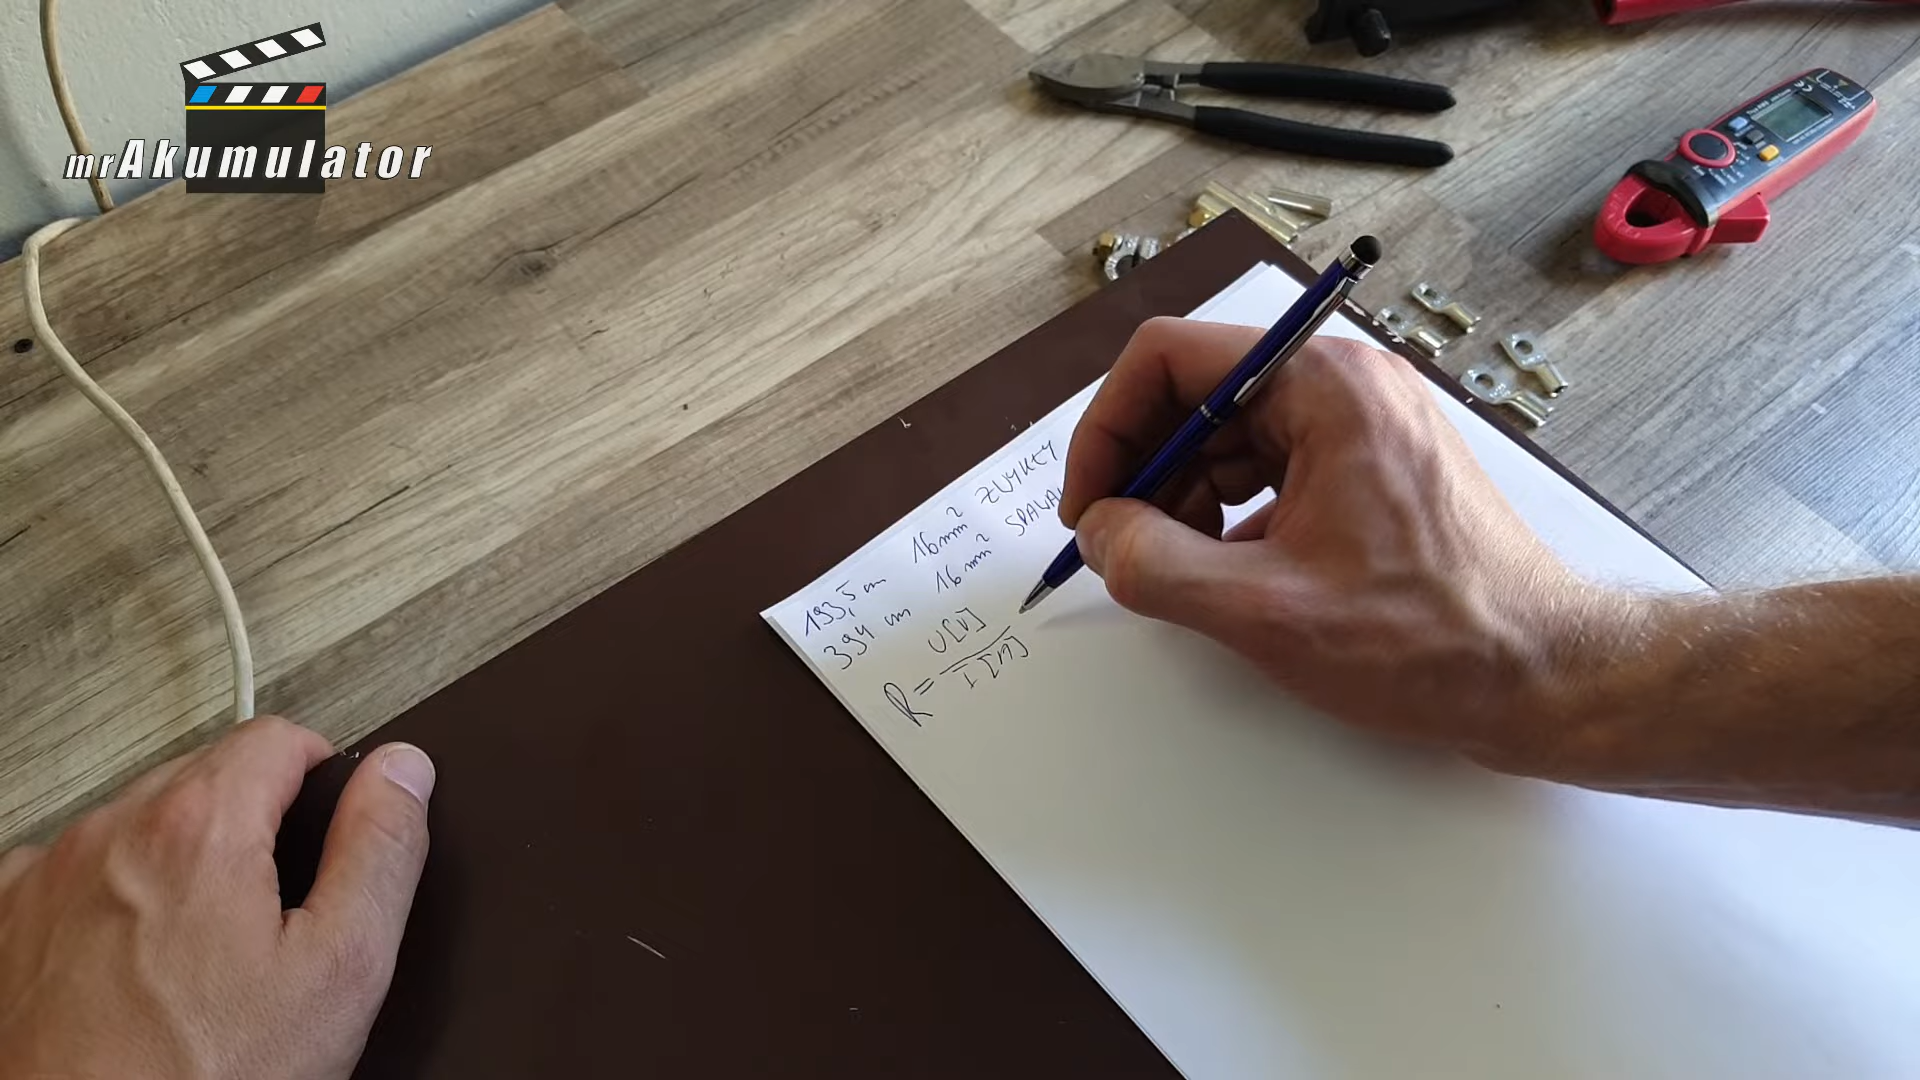 mrAkumulator
193,5 cm 16mm² ZWYKŁY
394 cm 16mm²
R = U[V]
I [A]